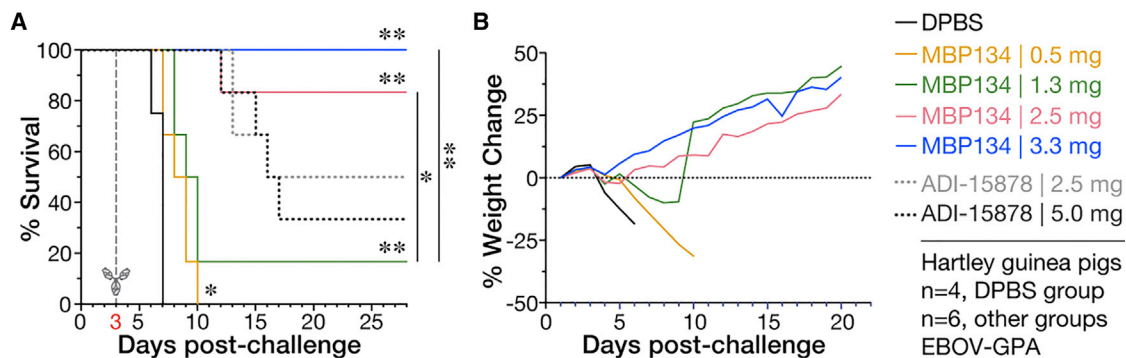 A
% Survival
100
80
60
40
20
0
0
3
5
10
15
20
25
Days post-challenge
**
**
*
**
**
*
B
% Weight Change
50
25
0
-25
-50
0
5
10
15
20
Days post-challenge
DPBS
MBP134 | 0.5 mg
MBP134 | 1.3 mg
MBP134 | 2.5 mg
MBP134 | 3.3 mg
ADI-15878 | 2.5 mg
ADI-15878 | 5.0 mg
Hartley guinea pigs
n=4, DPBS group
n=6, other groups
EBOV-GPA